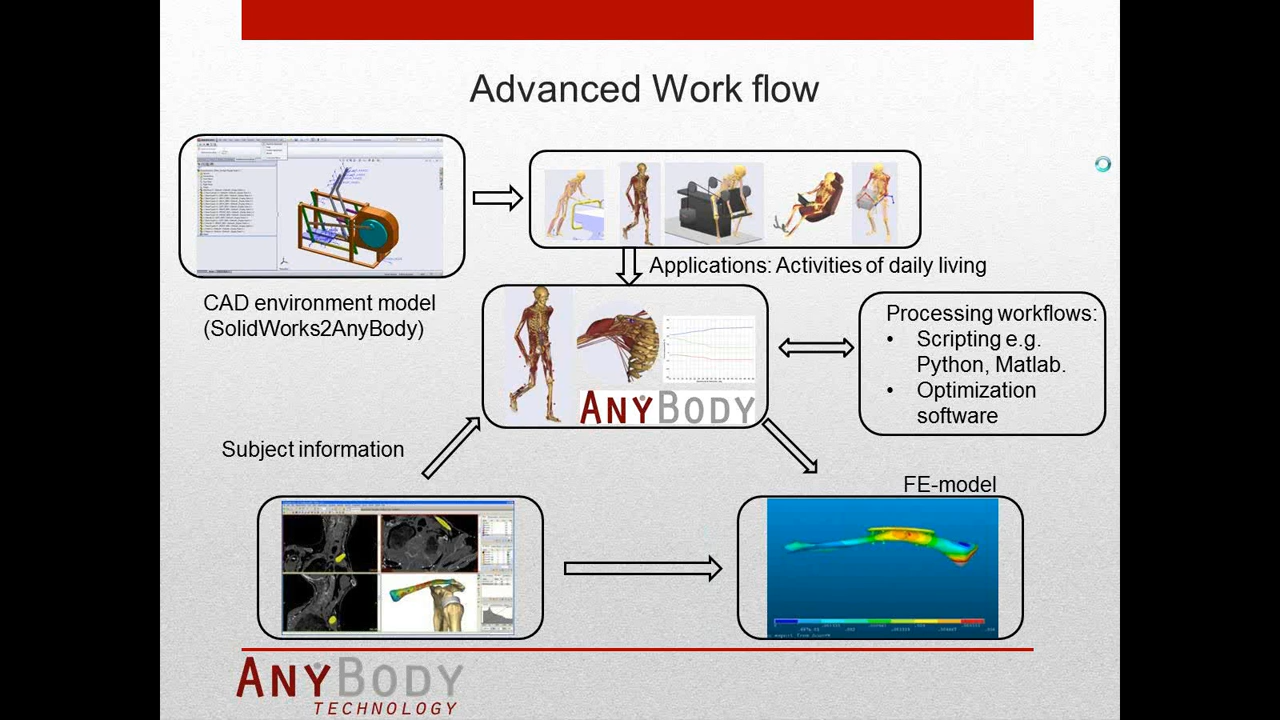 Advanced Work flow
Applications: Activities of daily living
CAD environment model
(SolidWorks2AnyBody)
Processing workflows:
• Scripting e.g.
Python, Matlab.
• Optimization
software
ANYBODY
Subject information
FE-model
ANYBODY
TECHNOLOGY